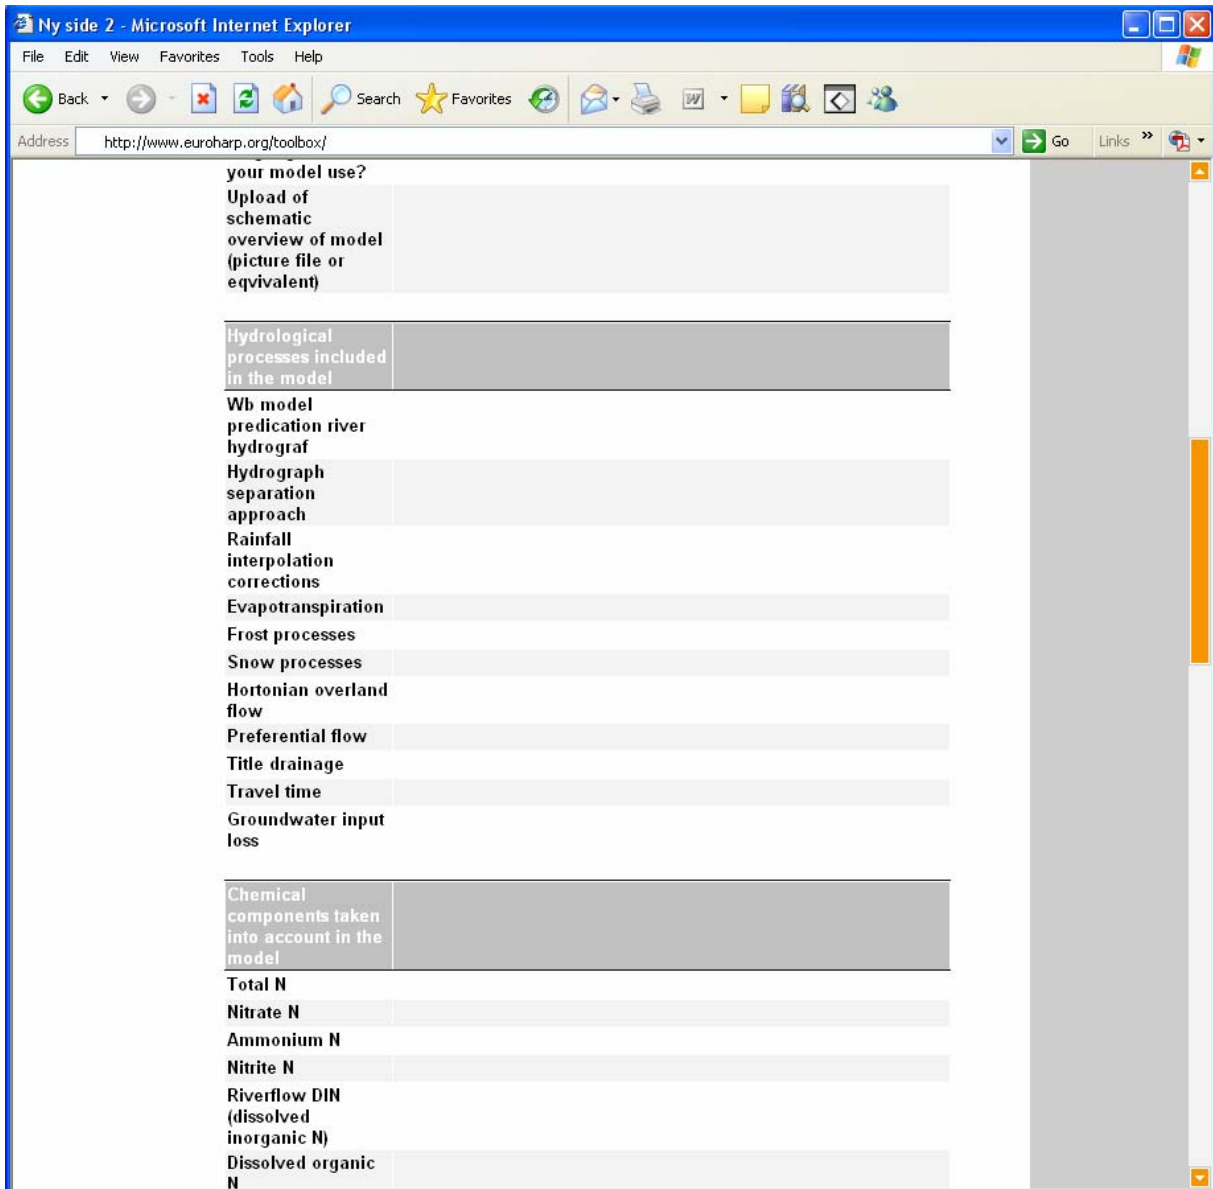 Ny side 2 - Microsoft Internet Explorer
File Edit View Favorites Tools Help
Back Search Favorites
Address http://www.euroharp.org/toolbox/ Go Links »
your model use?
Upload of
schematic
overview of model
(picture file or
eqvivalent)
Hydrological
processes included
in the model
Wb model
predication river
hydrograf
Hydrograph
separation
approach
Rainfall
interpolation
corrections
Evapotranspiration
Frost processes
Snow processes
Hortonian overland
flow
Preferential flow
Title drainage
Travel time
Groundwater input
loss
Chemical
components taken
into account in the
model
Total N
Nitrate N
Ammonium N
Nitrite N
Riverflow DIN
(dissolved
inorganic N)
Dissolved organic
N